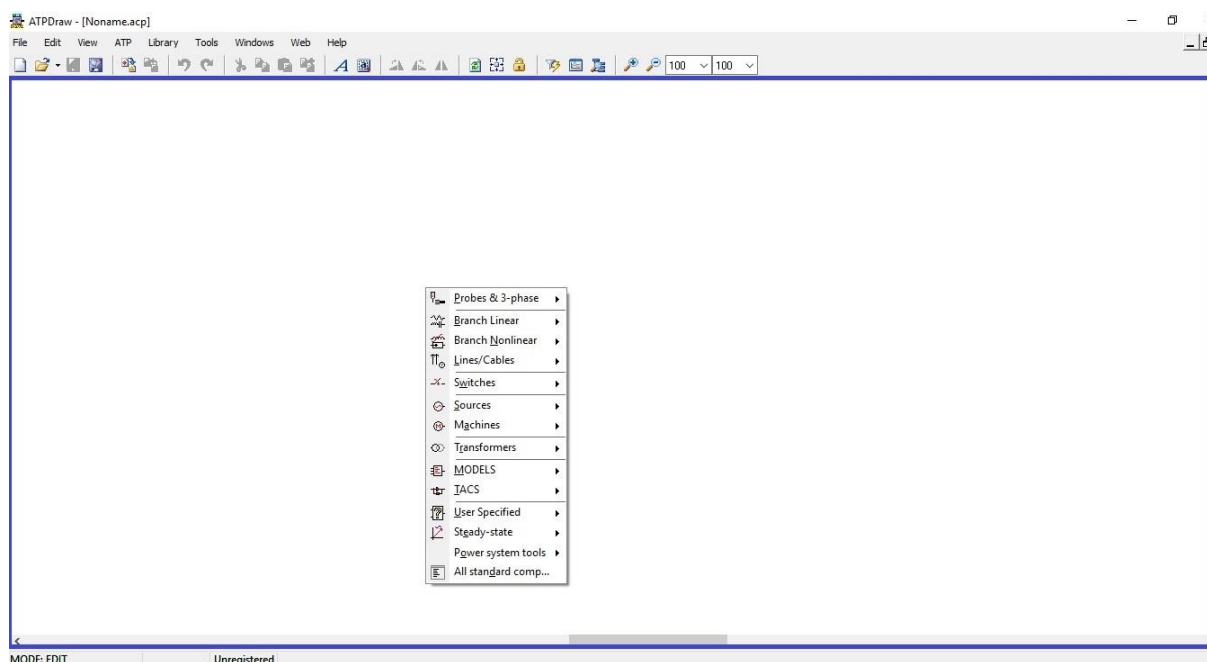 ATPDraw - [Noname.acp]
File Edit View ATP Library Tools Windows Web Help
A 100 100
Probes & 3-phase
Branch Linear
Branch Nonlinear
Lines/Cables
Switches
Sources
Machines
Transformers
MODELS
TACS
User Specified
Steady-state
Power system tools
All standard comp...
MODE: EDIT Unregistered